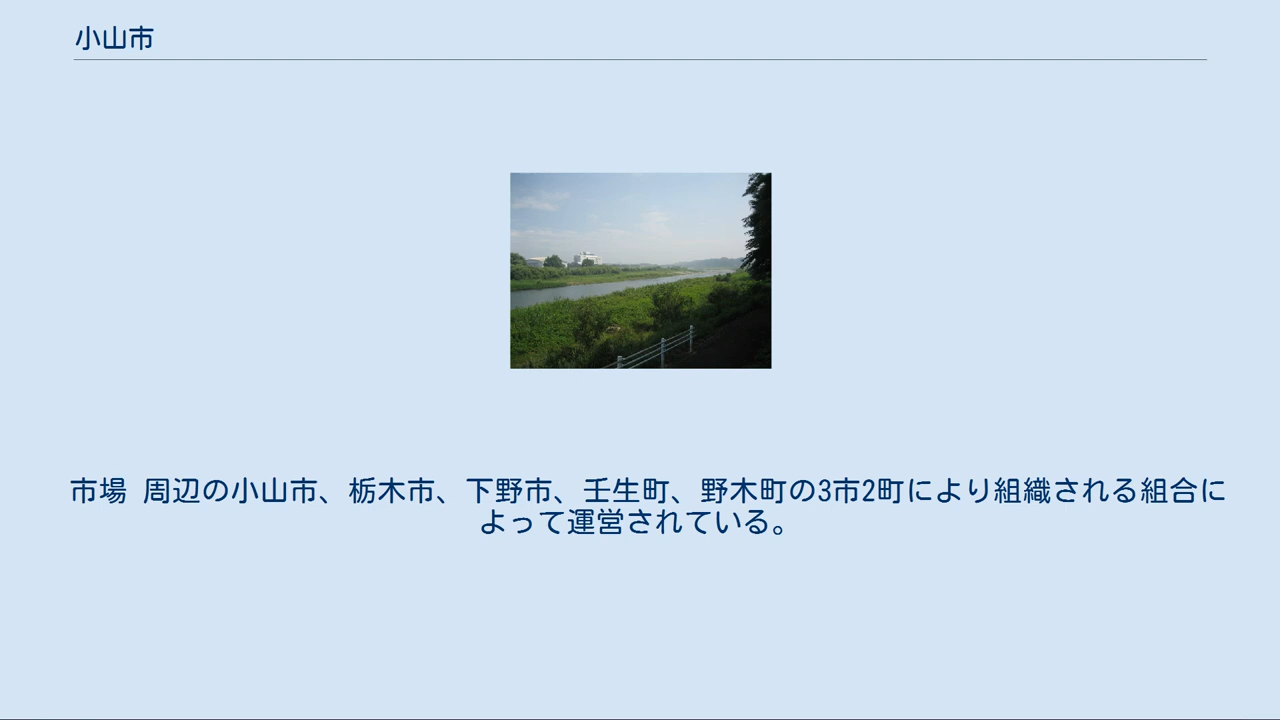 小山市
市場 周辺の小山市、栃木市、下野市、壬生町、野木町の3市2町により組織される組合に
よって運営されている。